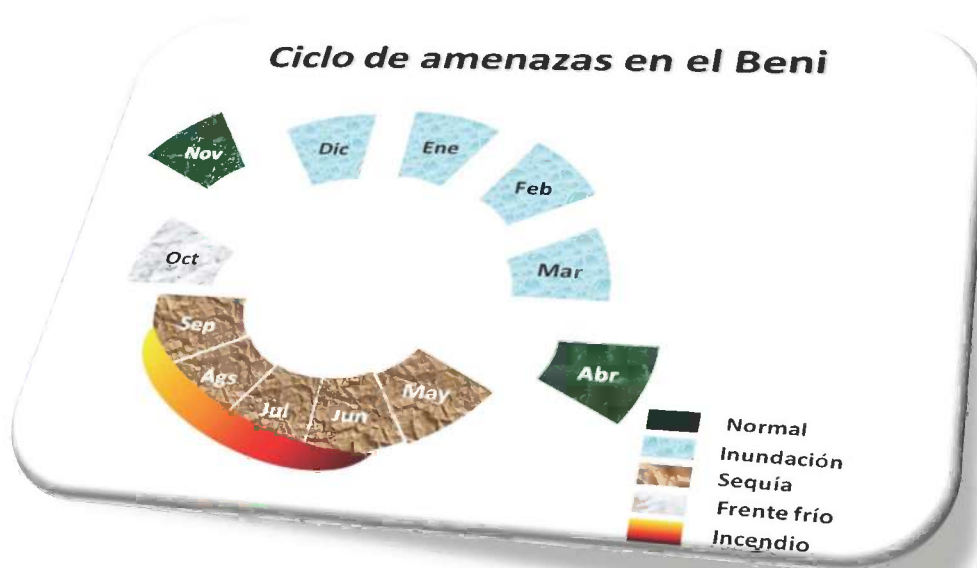 Ciclo de amenazas en el Beni
Nov
Dic
Ene
Feb
Mar
Abr
May
Jun
Jul
Ags
Sep
Oct
Normal
Inundación
Sequía
Frente frío
Incendio